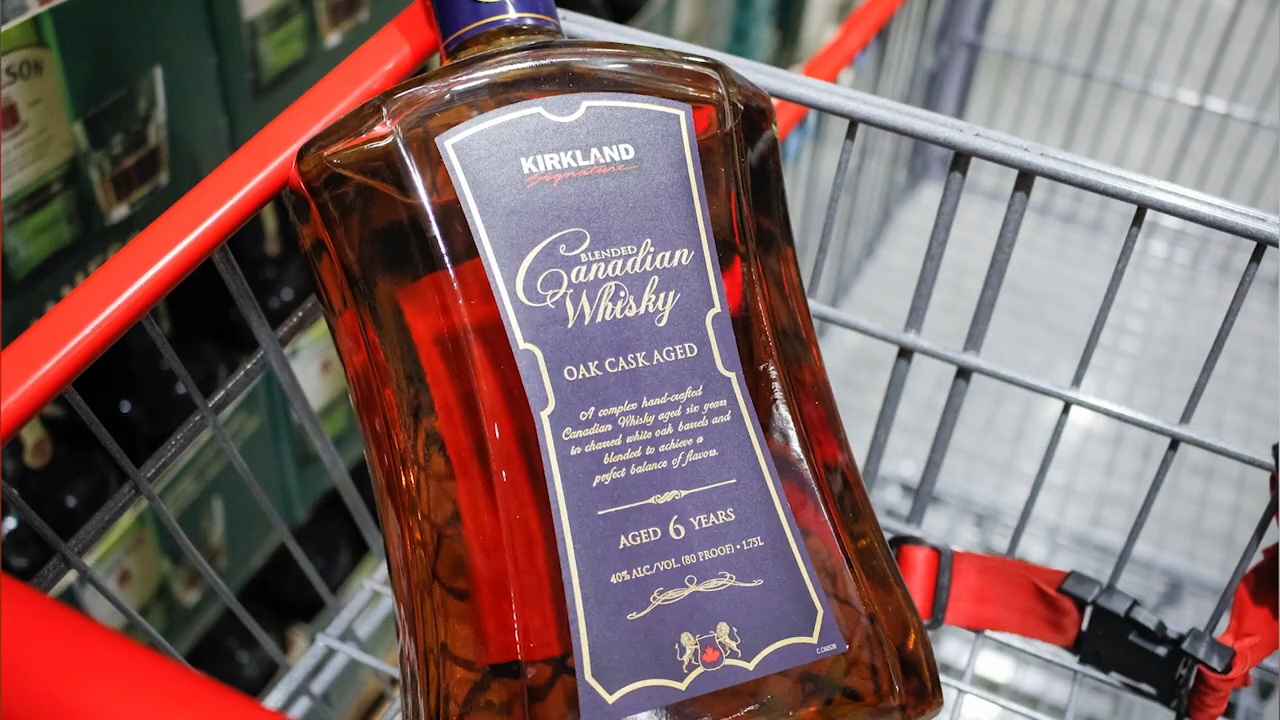 SON
KIRKLAND
Signature
BLENDED
Canadian
Whisky
OAK CASK AGED
A complex hand-crafted
Canadian Whisky aged six years
in charred white oak barrels and
blended to achieve a
perfect balance of flavors.
AGED 6 YEARS
40% ALC./VOL. (80 PROOF) • 1.75L